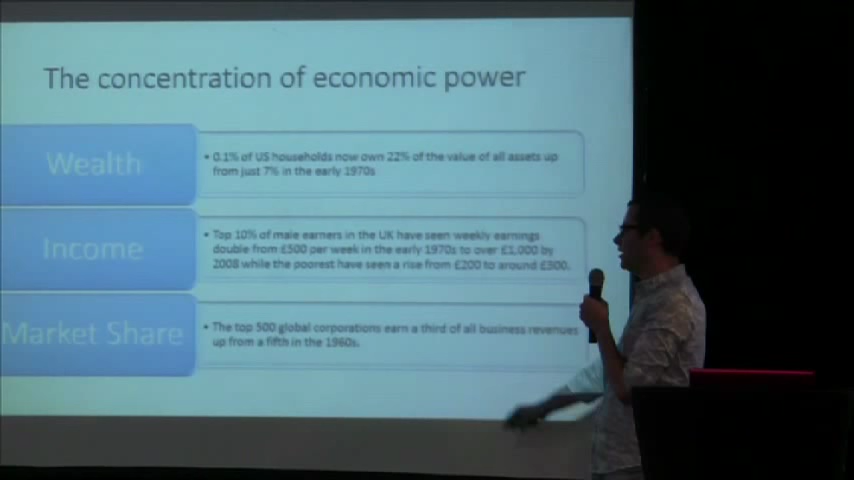 The concentration of economic power
Wealth
• 0.1% of US households now own 22% of the value of all assets up
from just 7% in the early 1970s
Income
• Top 10% of male earners in the UK have seen weekly earnings
double from £500 per week in the early 1970s to over £1,000 by
2008 while the poorest have seen a rise from £200 to around £300.
Market Share
• The top 500 global corporations earn a third of all business revenues
up from a fifth in the 1960s.